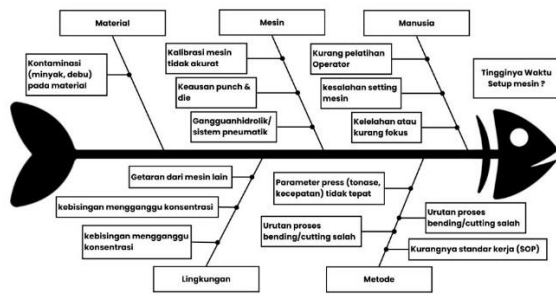 Material
Mesin
Manusia
Kontaminasi
(minyak, debu)
pada material
Kalibrasi mesin
tidak akurat
Keausan punch &
die
Gangguanhidrolik/
sistem pneumatik
Kurang pelatihan
Operator
kesalahan setting
mesin
Kelelahan atau
kurang fokus
Tingginya Waktu
Setup mesin ?
Getaran dari mesin lain
kebisingan mengganggu konsentrasi
kebisingan mengganggu
konsentrasi
Parameter press (tonase,
kecepatan) tidak tepat
Urutan proses
bending/cutting salah
Urutan proses
bending/cutting salah
Kurangnya standar kerja (SOP)
Lingkungan
Metode